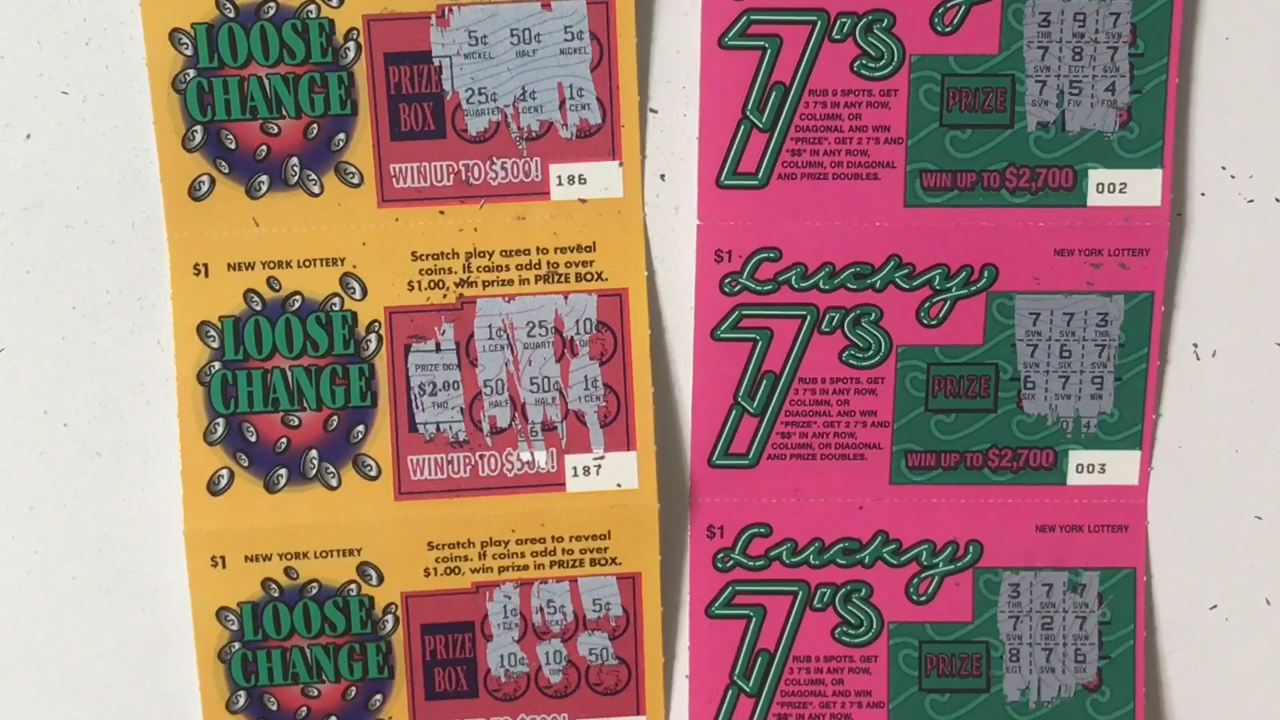 LOOSE
CHANGE
5¢ 50¢ 5¢
NICKEL HALF NICKEL
PRIZE
BOX
25¢ 1¢ 1¢
QUARTER CENT CENT
WIN UP TO $500!
186
$1 NEW YORK LOTTERY
Scratch play area to reveal
coins. If coins add to over
$1.00, win prize in PRIZE BOX.
LOOSE
CHANGE
1¢ 25¢ 10¢
1 CENT QUART
PRIZE BOX
$2.00
TWO
50 50¢ 1¢
HALF HALF 1 CENT
WIN UP TO $500!
187
$1 NEW YORK LOTTERY
Scratch play area to reveal
coins. If coins add to over
$1.00, win prize in PRIZE BOX.
LOOSE
CHANGE
PRIZE
BOX
1¢ 5¢ 5¢
10¢ 10¢ 50¢
7'S
3 9 7
THR NIN SVN
7 8 7
SVN EGT SVN
7 5 4
SVN FIV FOR
PRIZE
RUB 9 SPOTS. GET
3 7'S IN ANY ROW,
COLUMN, OR
DIAGONAL AND WIN
"PRIZE". GET 2 7'S AND
"$$" IN ANY ROW,
COLUMN, OR DIAGONAL
AND PRIZE DOUBLES.
WIN UP TO $2,700
002
$1 Lucky
7'S
NEW YORK LOTTERY
7 7 3
SVN SVN THR
7 6 7
SVN SIX SVN
6 7 9
SIX SVN NIN
0 4
PRIZE
RUB 9 SPOTS. GET
3 7'S IN ANY ROW,
COLUMN, OR
DIAGONAL AND WIN
"PRIZE". GET 2 7'S AND
"$$" IN ANY ROW,
COLUMN, OR DIAGONAL
AND PRIZE DOUBLES.
WIN UP TO $2,700
003
$1 Lucky
7'S
NEW YORK LOTTERY
3 7 7
THR SVN SVN
7 2 7
SVN TWO SVN
8 7 6
EGT SVN SIX
PRIZE
RUB 9 SPOTS. GET
3 7'S IN ANY ROW,
COLUMN, OR
DIAGONAL AND WIN
"PRIZE". GET 2 7'S AND
"$$" IN ANY ROW,